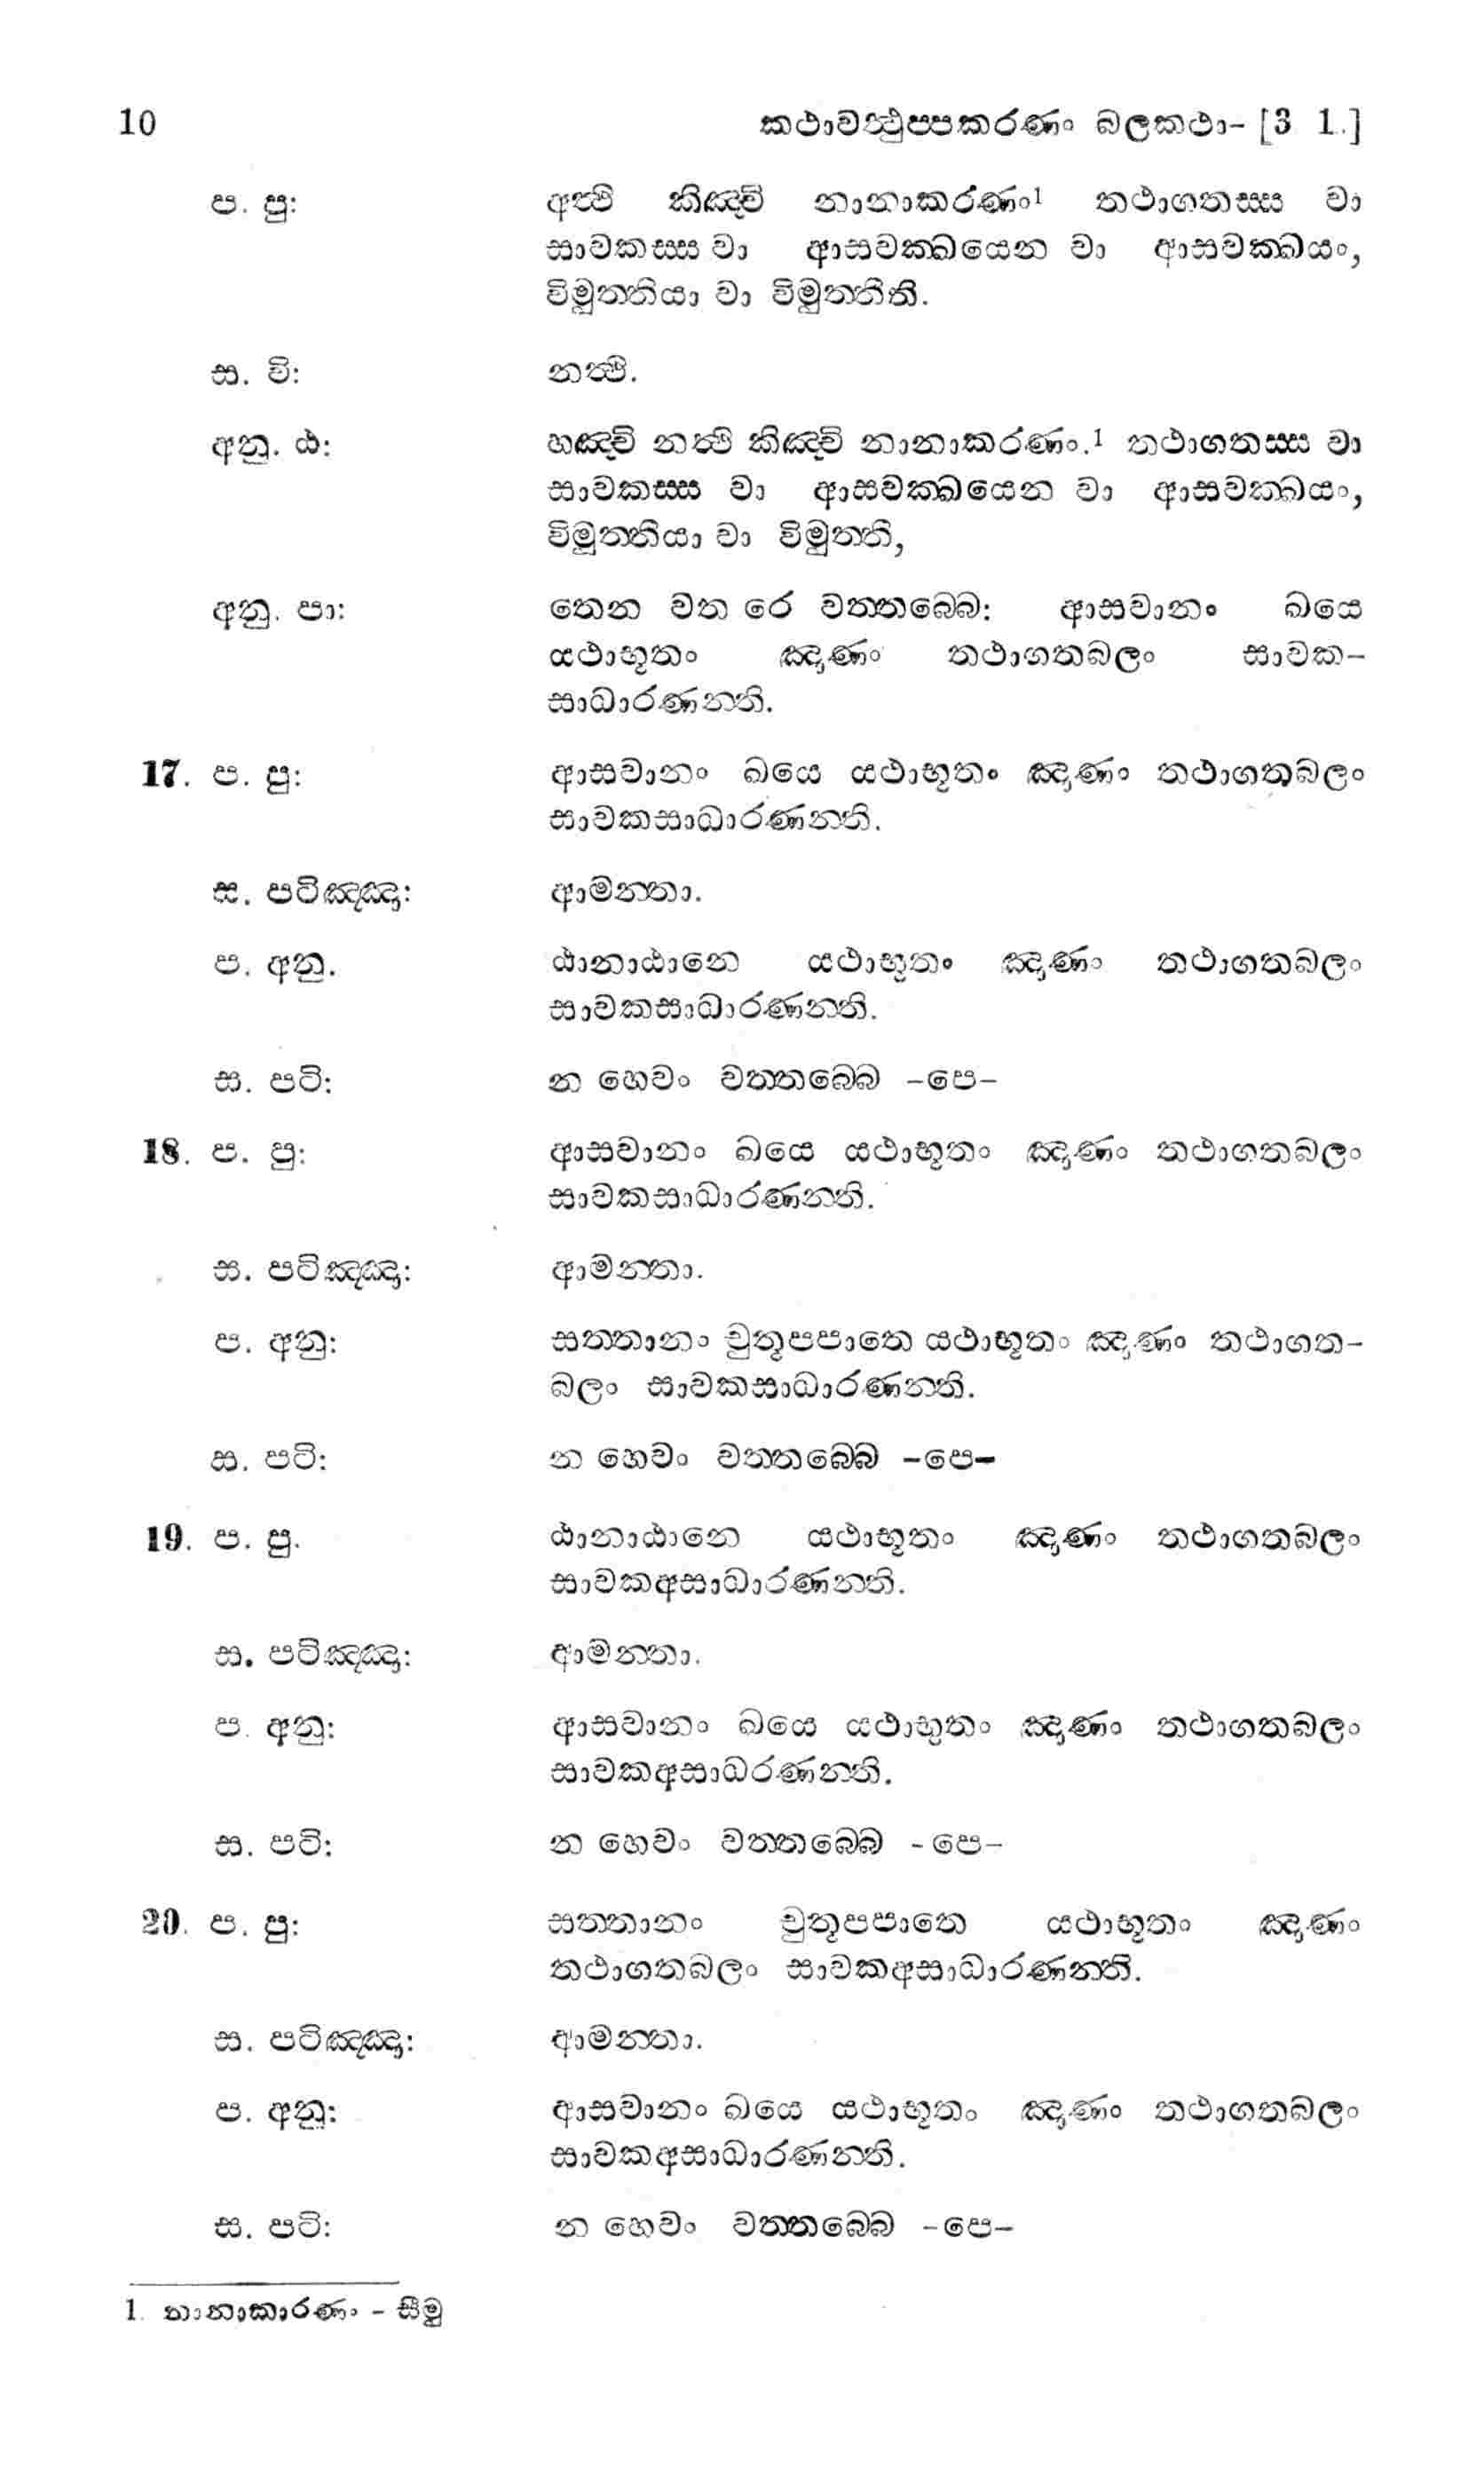 10 කථාවත්‍ථුප‍්පකරණං බලකථා- [3 1.]
ප. පු: අත්‍ථි කිඤ්චි නානාකරණං1 තථාගතස‍්ස වා
සාවකස‍්ස වා ආසවක‍්ඛයෙන වා ආසවක‍්ඛයං,
විමුත‍්තියා වා විමුත‍්තීති.
ස. වි: නත්‍ථි.
අනු. ඨ: හඤ්චි නත්‍ථි කිඤ්චි නානාකරණං.1 තථාගතස‍්ස වා
සාවකස‍්ස වා ආසවක‍්ඛයෙන වා ආසවක‍්ඛයං,
විමුත‍්තියා වා විමුත‍්තී,
අනු. පා: තෙන වත රෙ වත‍්තබ‍්බෙ: ආසවානං ඛයෙ
යථාභූතං ඤාණං තථාගතබලං සාවක-
සාධාරණන‍්ති.
17. ප. පු: ආසවානං ඛයෙ යථාභූතං ඤාණං තථාගතබලං
සාවකසාධාරණන‍්ති.
ස. පටිඤ‍්ඤා: ආමන‍්තා.
ප. අනු. ඨානාඨානෙ යථාභූතං ඤාණං තථාගතබලං
සාවකසාධාරණන‍්ති.
ස. පටි: න හෙවං වත‍්තබ‍්බෙ -පෙ-
18. ප. පු: ආසවානං ඛයෙ යථාභූතං ඤාණං තථාගතබලං
සාවකසාධාරණන‍්ති.
ස. පටිඤ‍්ඤා: ආමන‍්තා.
ප. අනු: සත‍්තානං චුතූපපාතෙ යථාභූතං ඤාණං තථාගත-
බලං සාවකසාධාරණන‍්ති.
ස. පටි: න හෙවං වත‍්තබ‍්බෙ -පෙ-
19. ප. පු. ඨානාඨානෙ යථාභූතං ඤාණං තථාගතබලං
සාවකඅසාධාරණන‍්ති.
ස. පටිඤ‍්ඤා: ආමන‍්තා.
ප. අනු: ආසවානං ඛයෙ යථාභුතං ඤාණං තථාගතබලං
සාවකඅසාධරණන‍්ති.
ස. පටි: න හෙවං වත‍්තබ‍්බෙ -පෙ-
20. ප. පු: සත‍්තානං චුතූපපාතෙ යථාභූතං ඤාණං
තථාගතබලං සාවකඅසාධාරණන‍්ති.
ස. පටිඤ‍්ඤා: ආමන‍්තා.
ප. අනු: ආසවානං ඛයෙ යථාභූතං ඤාණං තථාගතබලං
සාවකඅසාධාරණන‍්ති.
ස. පටි: න හෙවං වත‍්තබ‍්බෙ -පෙ-
1. නානාකාරණං - සීමු